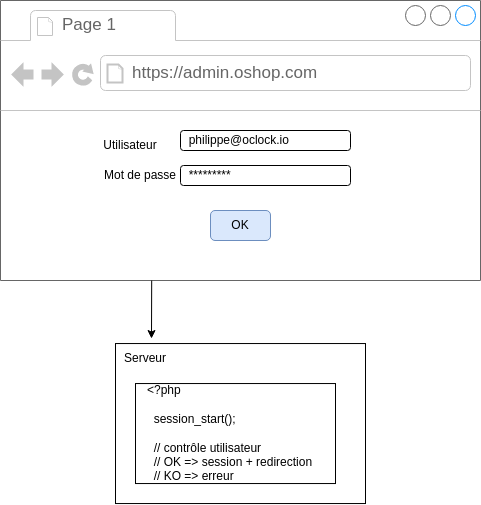 Page 1
https://admin.oshop.com
Utilisateur philippe@oclock.io
Mot de passe *********
OK
Serveur
<?php
session_start();
// contrôle utilisateur
// OK => session + redirection
// KO => erreur